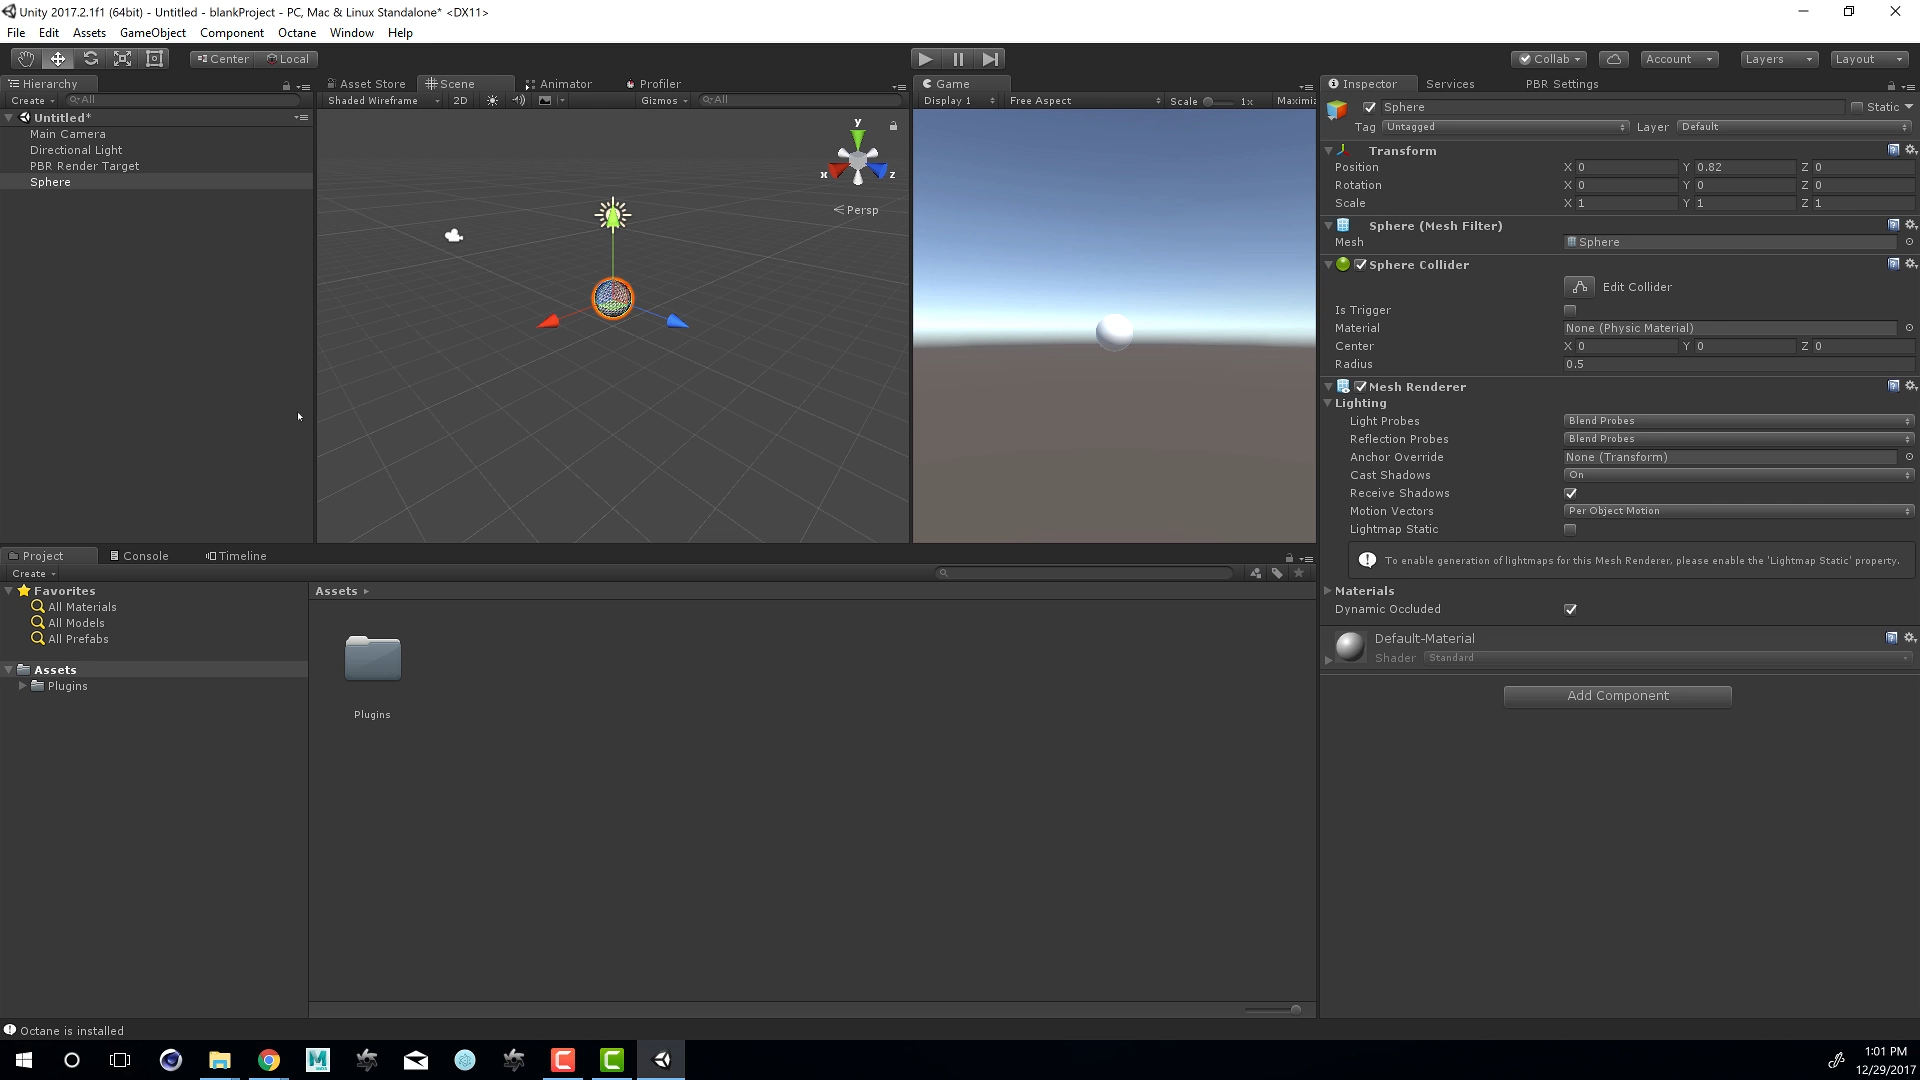 Unity 2017.2.1f1 (64bit) - Untitled - blankProject - PC, Mac & Linux Standalone* <DX11>
File Edit Assets GameObject Component Octane Window Help
Center Local Collab Account Layers Layout
Hierarchy
Create All
Untitled*
Main Camera
Directional Light
PBR Render Target
Sphere
Asset Store Scene Animator Profiler
Shaded Wireframe 2D Gizmos All
y
x z
Persp
Game
Display 1 Free Aspect Scale 1x Maximi
Inspector Services PBR Settings
Sphere Static
Tag Untagged Layer Default
Transform
Position X 0 Y 0.82 Z 0
Rotation X 0 Y 0 Z 0
Scale X 1 Y 1 Z 1
Sphere (Mesh Filter)
Mesh Sphere
Sphere Collider
Edit Collider
Is Trigger
Material None (Physic Material)
Center X 0 Y 0 Z 0
Radius 0.5
Mesh Renderer
Lighting
Light Probes Blend Probes
Reflection Probes Blend Probes
Anchor Override None (Transform)
Cast Shadows On
Receive Shadows
Motion Vectors Per Object Motion
Lightmap Static
To enable generation of lightmaps for this Mesh Renderer, please enable the 'Lightmap Static' property.
Materials
Dynamic Occluded
Default-Material
Shader Standard
Add Component
Project Console Timeline
Create
Favorites
All Materials
All Models
All Prefabs
Assets
Plugins
Assets
Plugins
Octane is installed
1:01 PM
12/29/2017